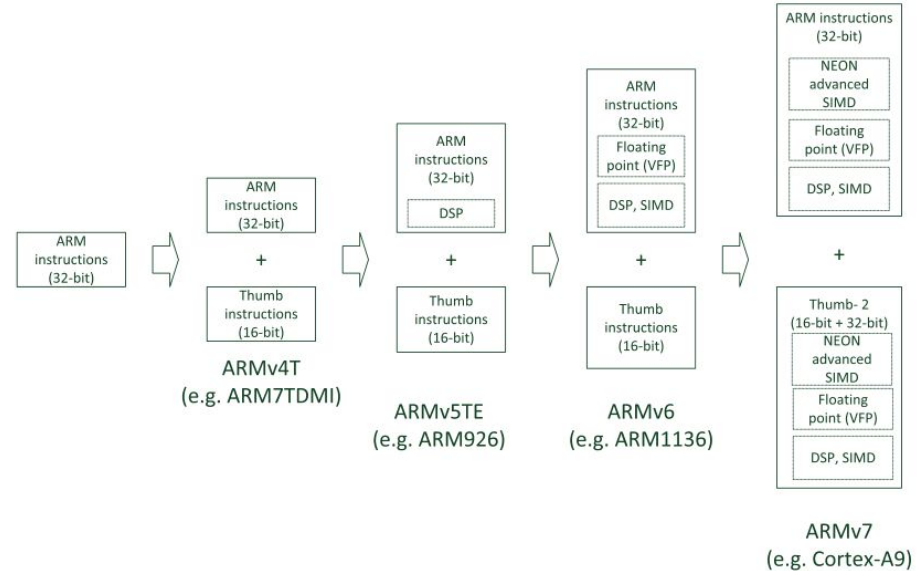 ARM
instructions
(32-bit)
ARM
instructions
(32-bit)
+
Thumb
instructions
(16-bit)
ARMv4T
(e.g. ARM7TDMI)
ARM
instructions
(32-bit)
DSP
+
Thumb
instructions
(16-bit)
ARMv5TE
(e.g. ARM926)
ARM
instructions
(32-bit)
Floating
point (VFP)
DSP, SIMD
+
Thumb
instructions
(16-bit)
ARMv6
(e.g. ARM1136)
ARM instructions
(32-bit)
NEON
advanced
SIMD
Floating
point (VFP)
DSP, SIMD
+
Thumb- 2
(16-bit + 32-bit)
NEON
advanced
SIMD
Floating
point (VFP)
DSP, SIMD
ARMv7
(e.g. Cortex-A9)